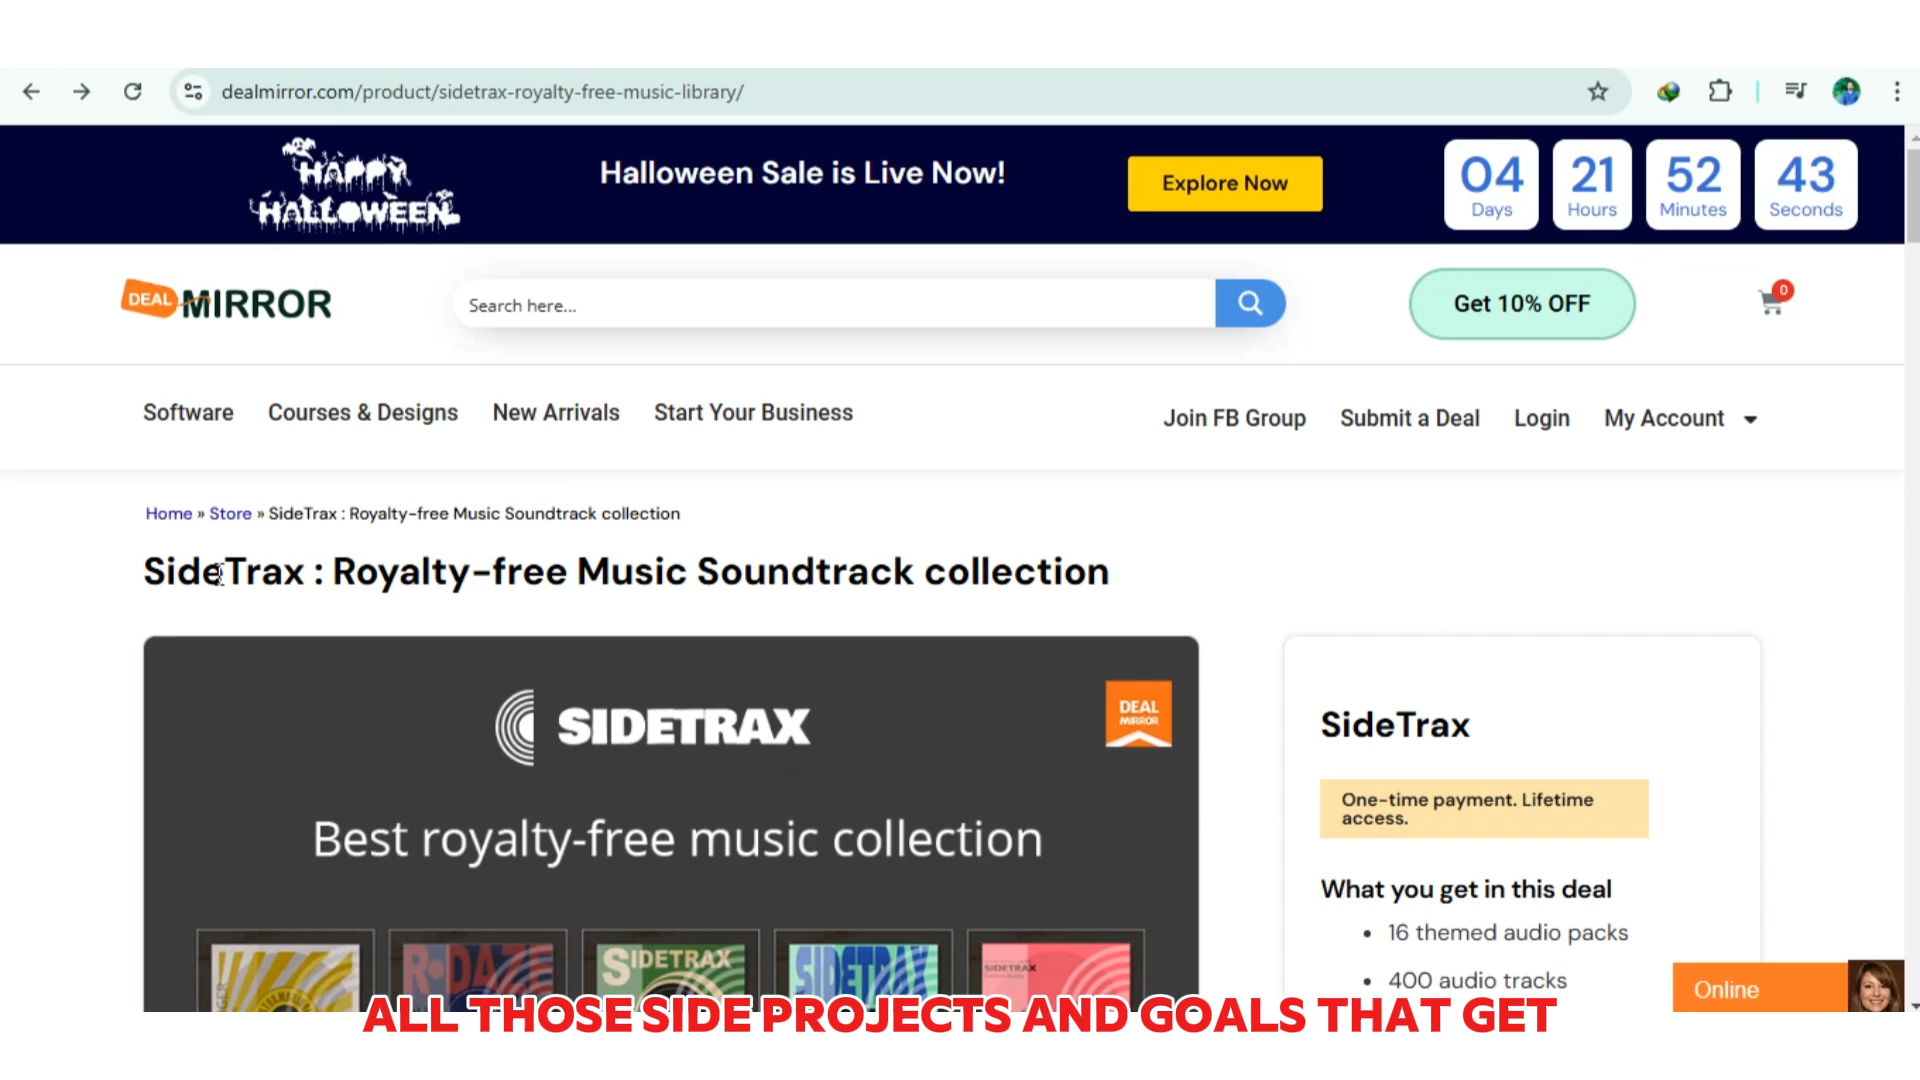 dealmirror.com/product/sidetrax-royalty-free-music-library/
HAPPY
HALLOWEEN
Halloween Sale is Live Now!
Explore Now
04 21 52 43
Days Hours Minutes Seconds
DEAL MIRROR
Search here...
Get 10% OFF
0
Software Courses & Designs New Arrivals Start Your Business
Join FB Group Submit a Deal Login My Account
Home » Store » SideTrax : Royalty-free Music Soundtrack collection
SideTrax : Royalty-free Music Soundtrack collection
SIDETRAX
DEAL
MIRROR
Best royalty-free music collection
R•DAZE
SIDETRAX
SIDETRAX
SIDETRAX
SideTrax
One-time payment. Lifetime
access.
What you get in this deal
• 16 themed audio packs
• 400 audio tracks
Online
ALL THOSE SIDE PROJECTS AND GOALS THAT GET